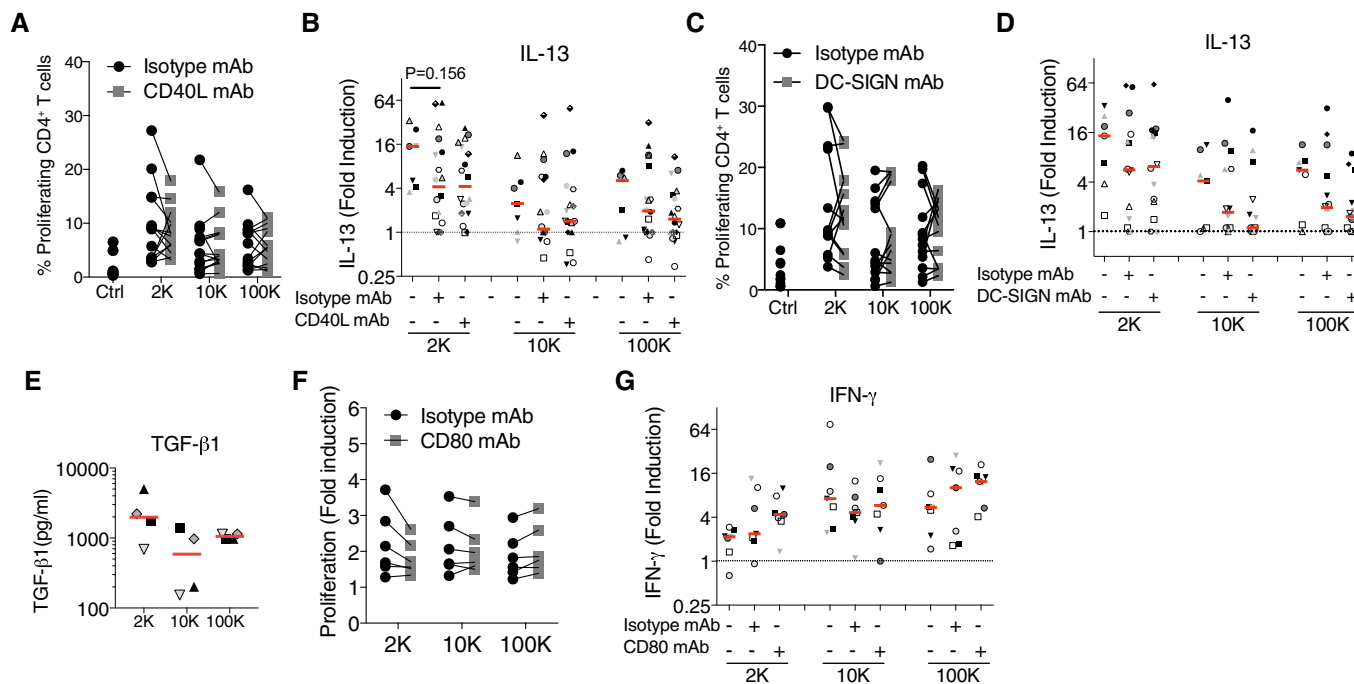 A
Isotype mAb
CD40L mAb
% Proliferating CD4+ T cells
40
30
20
10
0
Ctrl 2K 10K 100K
B
IL-13
P=0.156
IL-13 (Fold Induction)
64
16
4
1
0.25
Isotype mAb - + - - - + - - - + -
CD40L mAb - - + - - - + - - - +
2K 10K 100K
C
Isotype mAb
DC-SIGN mAb
% Proliferating CD4+ T cells
40
30
20
10
0
Ctrl 2K 10K 100K
D
IL-13
IL-13 (Fold Induction)
64
16
4
1
Isotype mAb - + - - + - - + -
DC-SIGN mAb - - + - - + - - +
2K 10K 100K
E
TGF-β1
TGF-β1(pg/ml)
10000
1000
100
2K 10K 100K
F
Isotype mAb
CD80 mAb
Proliferation (Fold induction)
6
5
4
3
2
1
0
2K 10K 100K
G
IFN-γ
IFN-γ (Fold Induction)
64
16
4
1
0.25
Isotype mAb - + - - + - - + -
CD80 mAb - - + - - + - - +
2K 10K 100K